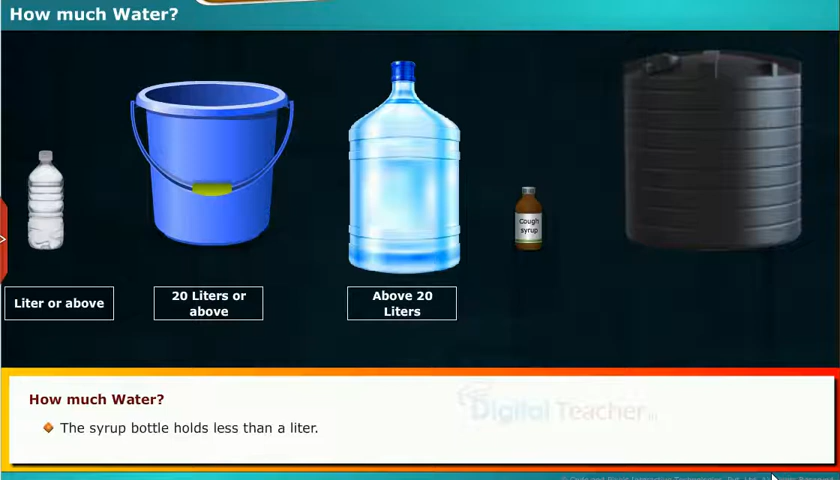 How much Water?
Cough
syrup
Liter or above
20 Liters or
above
Above 20
Liters
How much Water?
The syrup bottle holds less than a liter.
Digital Teacher